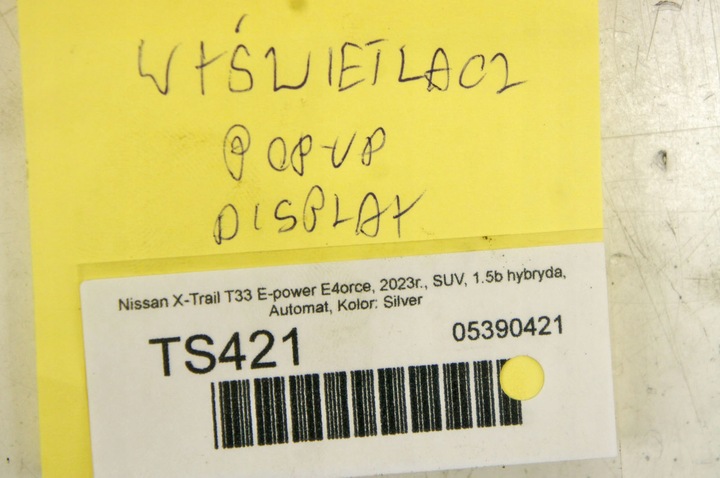 WYŚWIETLACZ
POP-UP
DISPLAY
Nissan X-Trail T33 E-power E4orce, 2023r., SUV, 1.5b hybryda,
Automat, Kolor: Silver
TS421
05390421